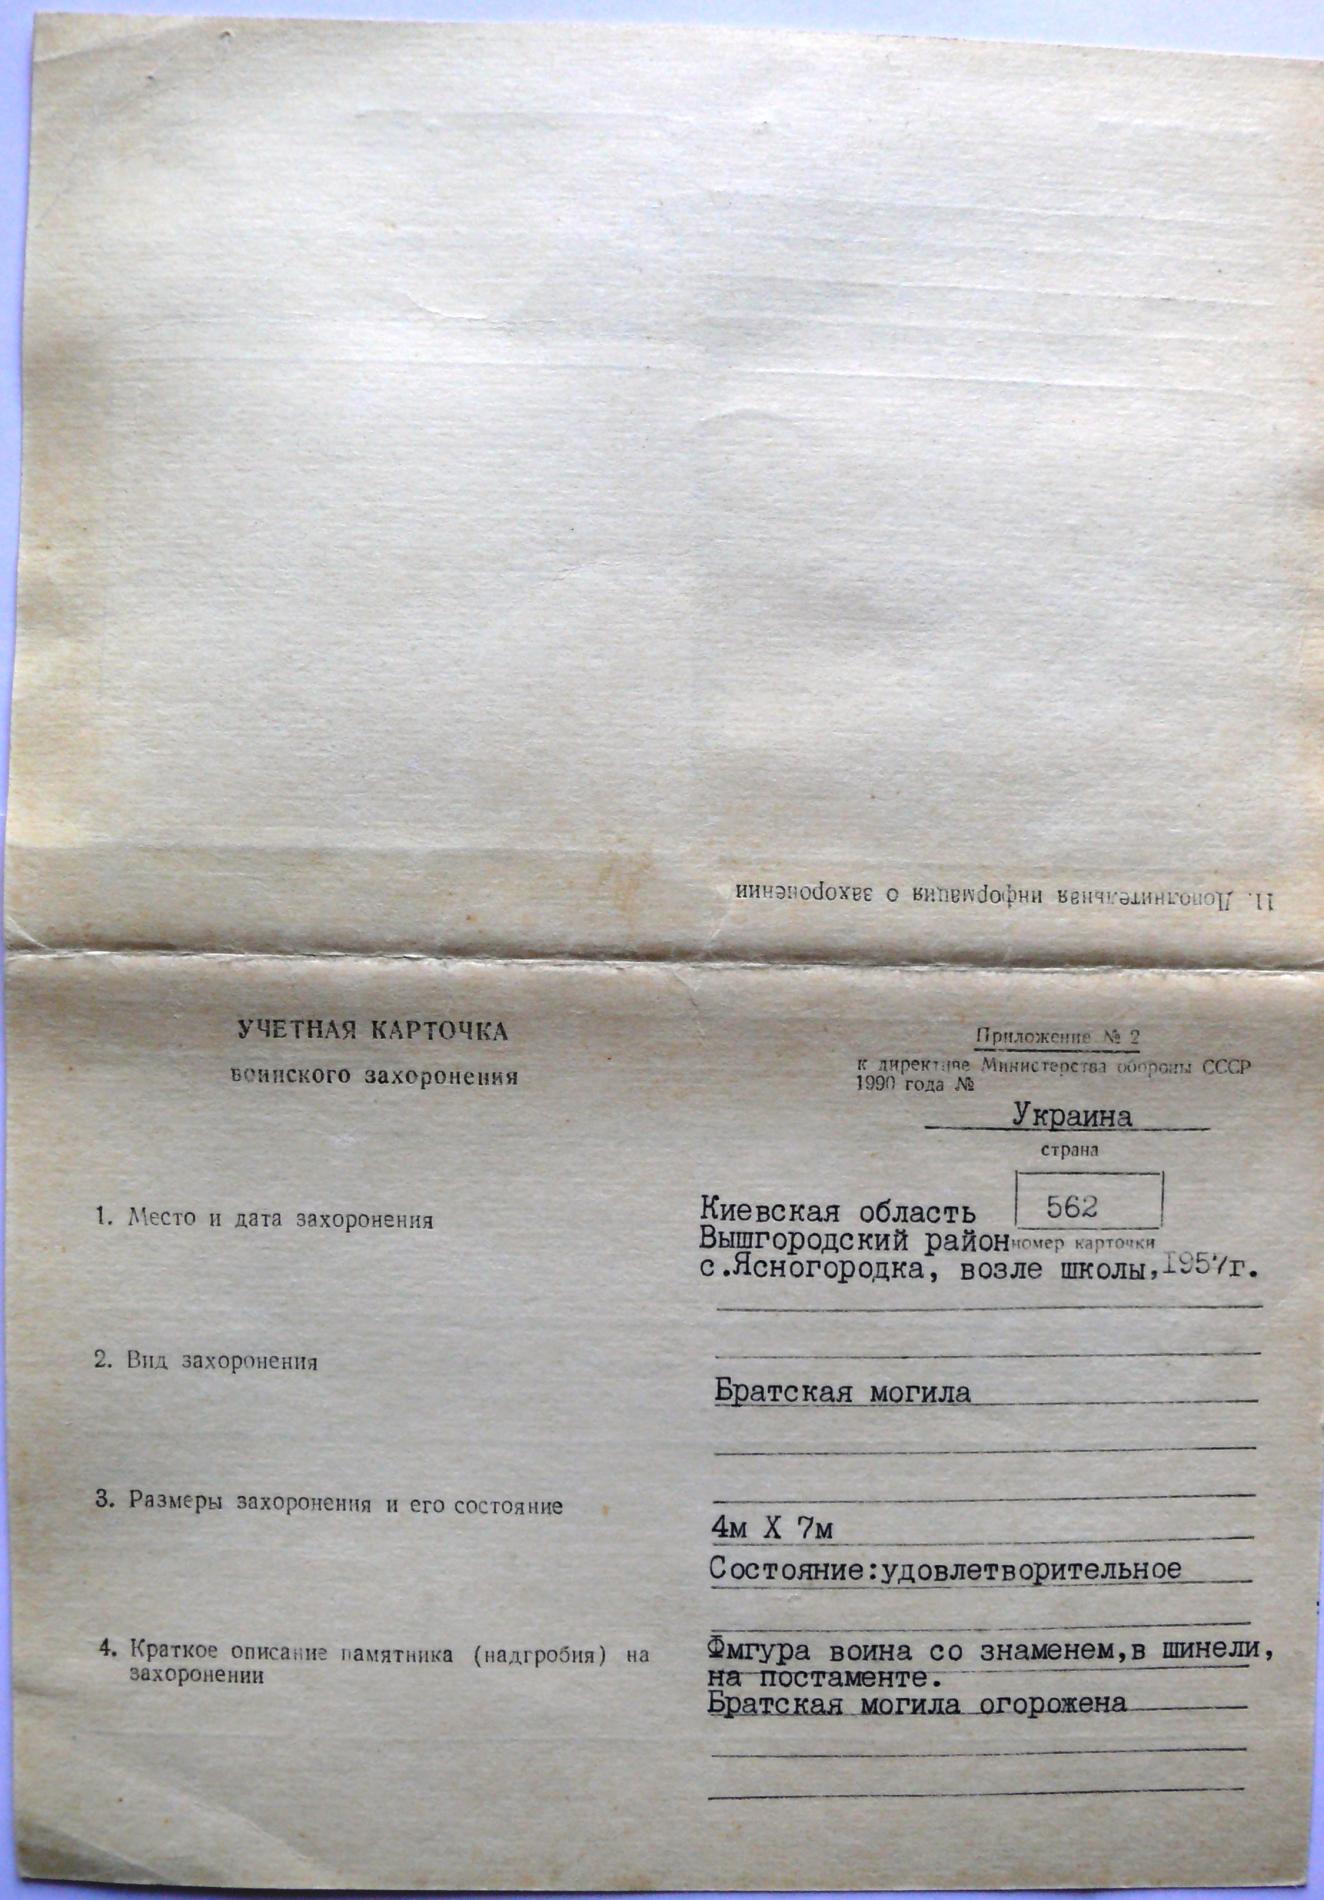 11. Дополнительная информация о захоронении
УЧЕТНАЯ КАРТОЧКА
воинского захоронения
Приложение № 2
к директиве Министерства обороны СССР
1990 года №
Украина
страна
562
номер карточки
1. Место и дата захоронения
Киевская область
Вышгородский район
с.Ясногородка, возле школы,1957г.
2. Вид захоронения
Братская могила
3. Размеры захоронения и его состояние
4м X 7м
Состояние:удовлетворительное
4. Краткое описание памятника (надгробия) на
захоронении
Фмгура воина со знаменем,в шинели,
на постаменте.
Братская могила огорожена